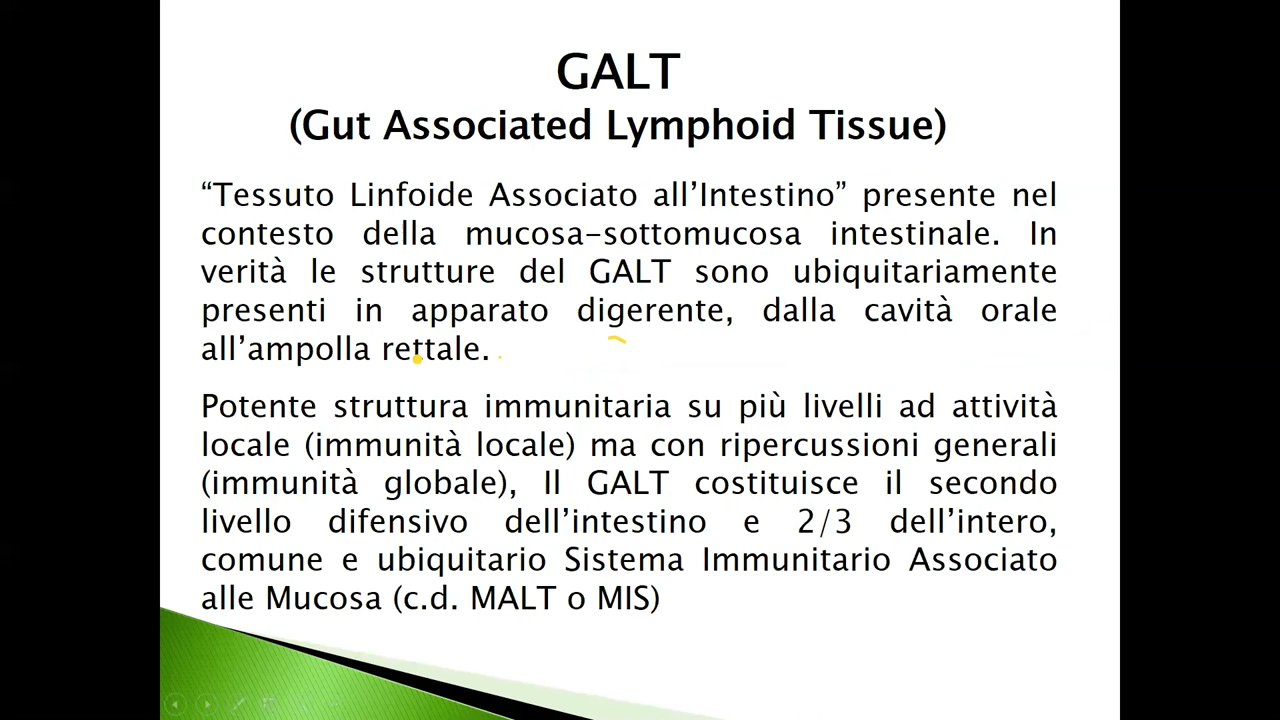 GALT
(Gut Associated Lymphoid Tissue)
“Tessuto Linfoide Associato all’Intestino” presente nel
contesto della mucosa-sottomucosa intestinale. In
verità le strutture del GALT sono ubiquitariamente
presenti in apparato digerente, dalla cavità orale
all’ampolla rettale.
Potente struttura immunitaria su più livelli ad attività
locale (immunità locale) ma con ripercussioni generali
(immunità globale), Il GALT costituisce il secondo
livello difensivo dell’intestino e 2/3 dell’intero,
comune e ubiquitario Sistema Immunitario Associato
alle Mucosa (c.d. MALT o MIS)